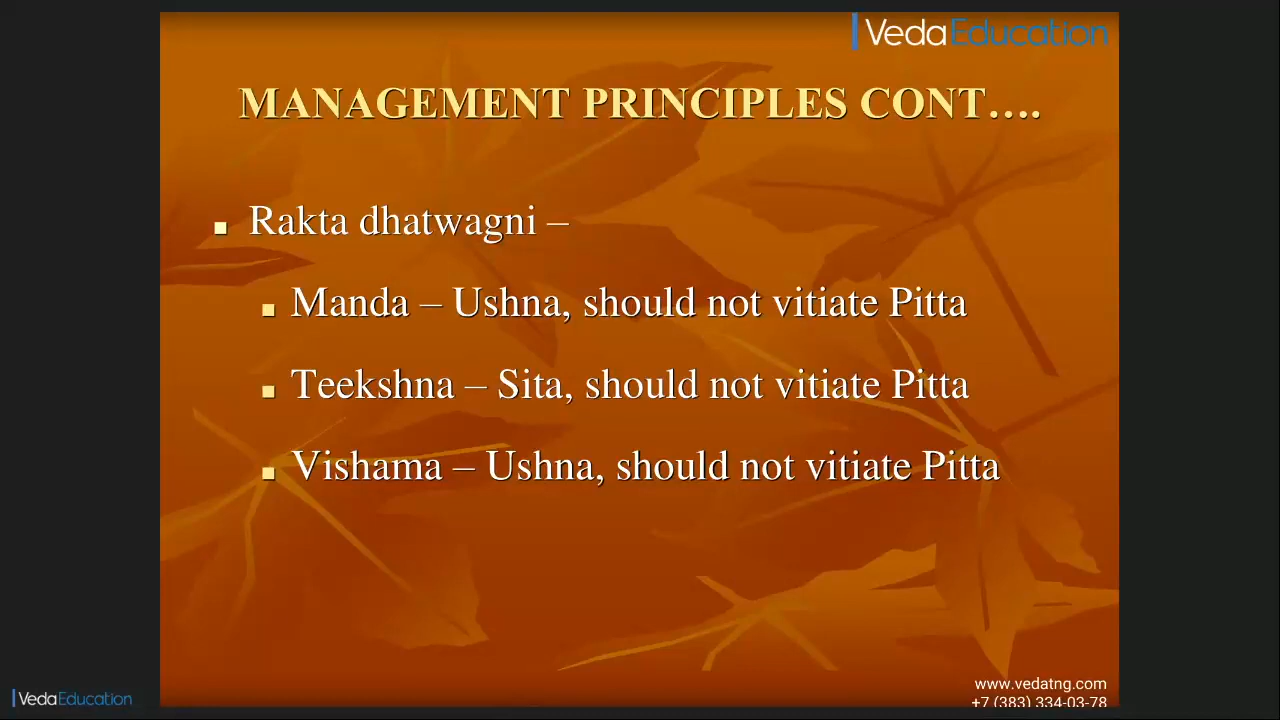 VedaEducation
MANAGEMENT PRINCIPLES CONT….
Rakta dhatwagni –
Manda – Ushna, should not vitiate Pitta
Teekshna – Sita, should not vitiate Pitta
Vishama – Ushna, should not vitiate Pitta
www.vedatng.com
+7 (383) 334-03-78
VedaEducation